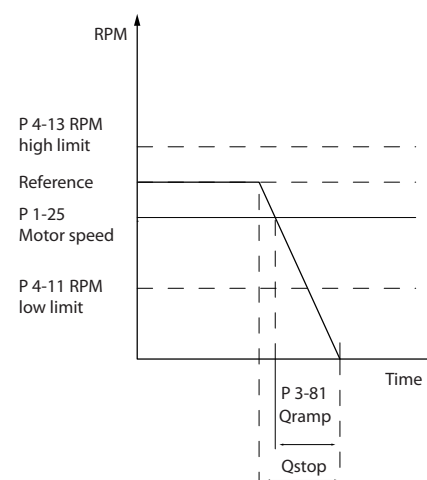 RPM
P 4-13 RPM
high limit
Reference
P 1-25
Motor speed
P 4-11 RPM
low limit
Time
P 3-81
Qramp
Qstop